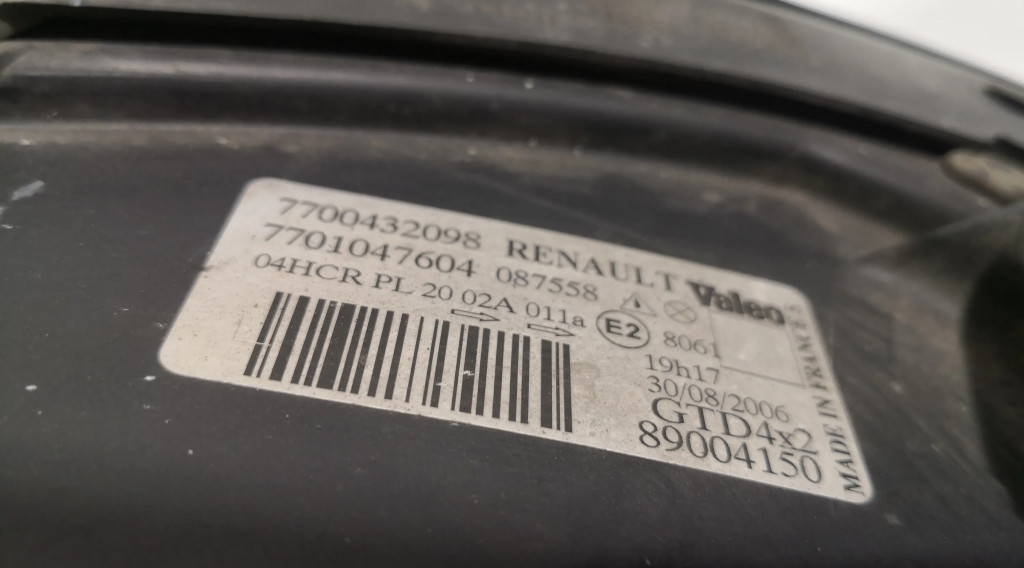 7700432098 RENAULT Valeo
7701047604 087558
04HCR PL 20 02A 011a
E2 8061
19h17
30/08/2006
GTD4x2
89004150
MADE IN FRANCE